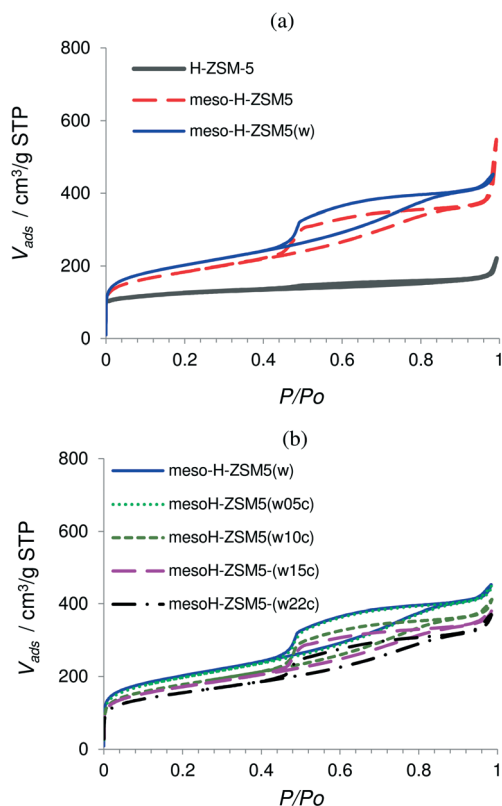 (a)
800
H-ZSM-5
meso-H-ZSM5
600
meso-H-ZSM5(w)
400
200
0
0 0.2 0.4 0.6 0.8 1
Vads / cm³/g STP
P/Po
(b)
800
meso-H-ZSM5(w)
mesoH-ZSM5(w05c)
600
mesoH-ZSM5(w10c)
mesoH-ZSM5-(w15c)
400
mesoH-ZSM5-(w22c)
200
0
0 0.2 0.4 0.6 0.8 1
Vads / cm³/g STP
P/Po